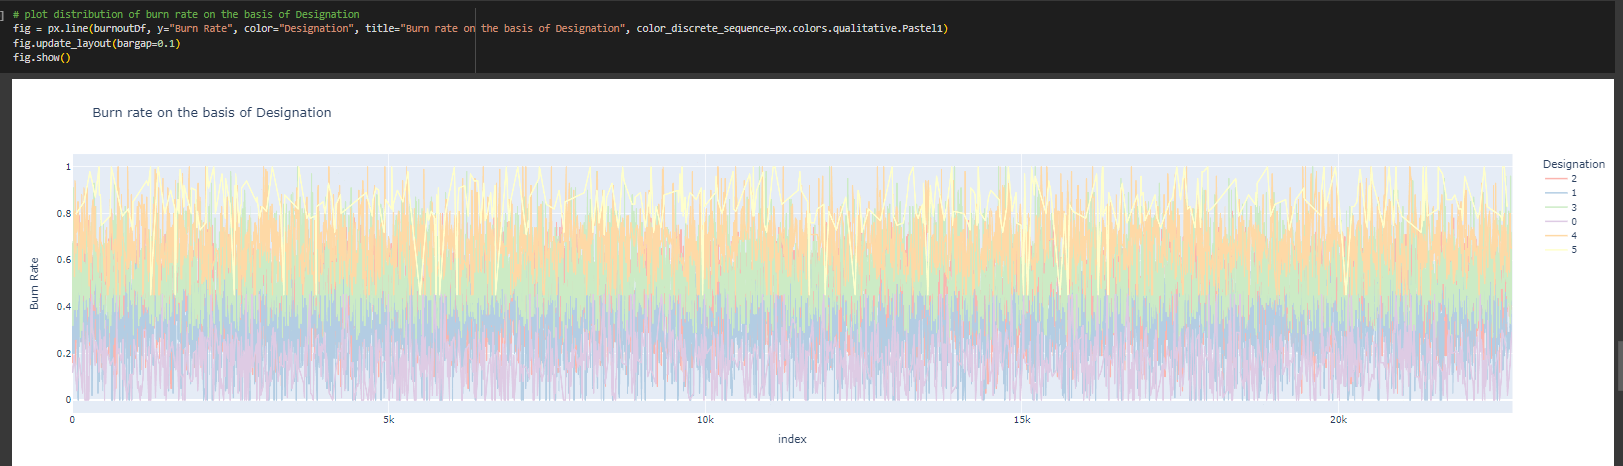 ]
# plot distribution of burn rate on the basis of Designation
fig = px.line(burnoutDf, y="Burn Rate", color="Designation", title="Burn rate on the basis of Designation", color_discrete_sequence=px.colors.qualitative.Pastel1)
fig.update_layout(bargap=0.1)
fig.show()
Burn rate on the basis of Designation
Burn Rate
1
0.8
0.6
0.4
0.2
0
0
5k
10k
15k
20k
index
Designation
2
1
3
0
4
5